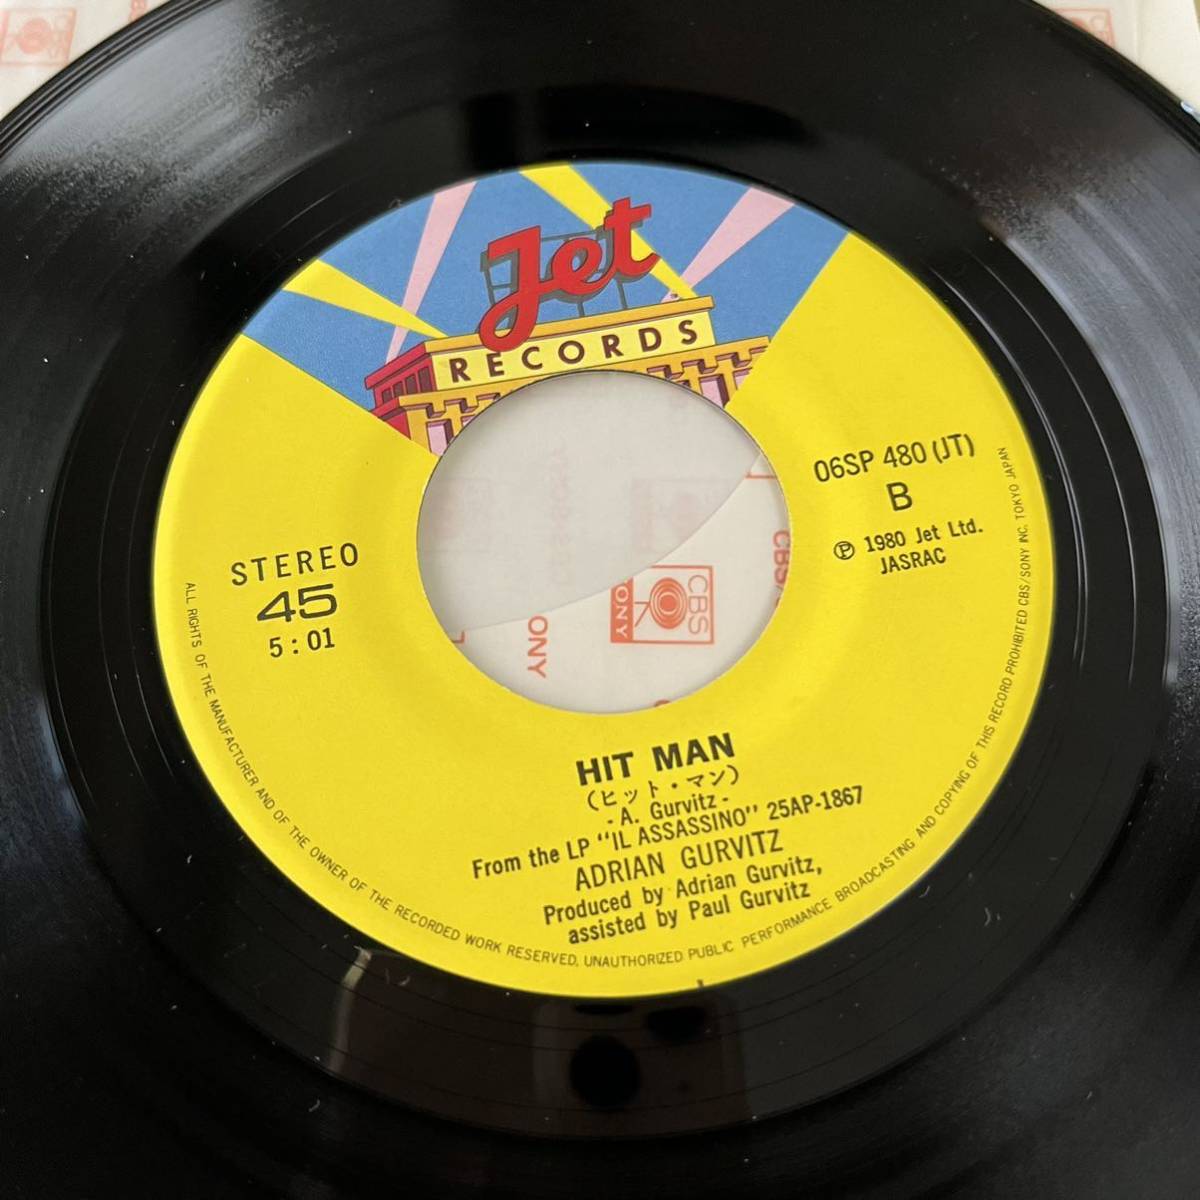 Jet
RECORDS
06SP 480 (JT)
B
Ⓟ 1980 Jet Ltd.
JASRAC
STEREO
45
5:01
HIT MAN
(ヒット・マン)
- A. Gurvitz -
From the LP "IL ASSASSINO" 25AP-1867
ADRIAN GURVITZ
Produced by Adrian Gurvitz,
assisted by Paul Gurvitz
ALL RIGHTS OF THE MANUFACTURER AND OF THE OWNER OF THE RECORDED WORK RESERVED, UNAUTHORIZED PUBLIC PERFORMANCE BROADCASTING AND COPYING OF THIS RECORD PROHIBITED CBS/SONY INC. TOKYO JAPAN
CBS
SONY
ONY
CBS